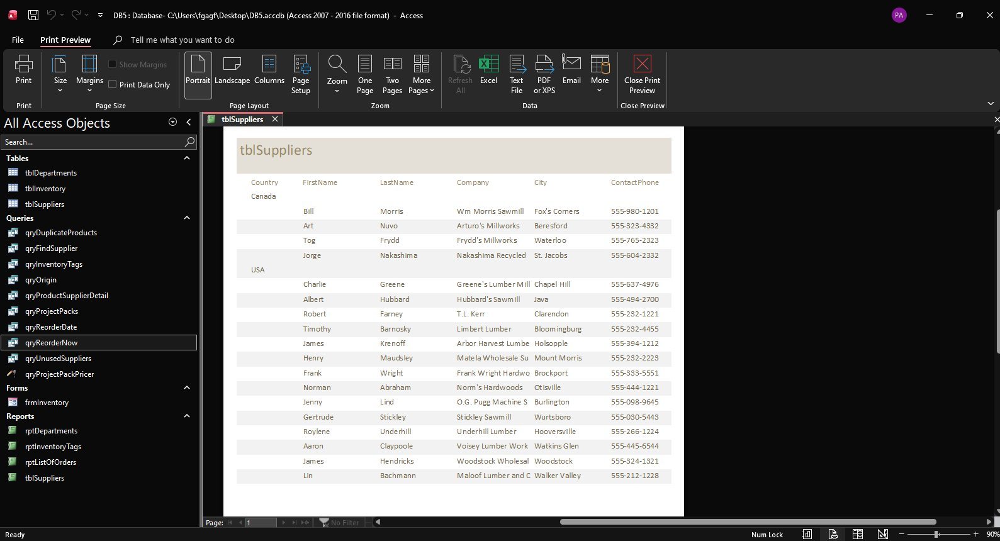 DB5 : Database- C:\Users\fgagf\Desktop\DB5.accdb (Access 2007 - 2016 file format) - Access
PA
File
Print Preview
Tell me what you want to do
Print
Size
Margins
Show Margins
Print Data Only
Portrait
Landscape
Columns
Page
Setup
Zoom
One
Page
Two
Pages
More
Pages
Refresh
All
Excel
Text
File
PDF
or XPS
Email
More
Close Print
Preview
Print
Page Size
Page Layout
Zoom
Data
Close Preview
All Access Objects
Search...
Tables
tblDepartments
tblInventory
tblSuppliers
Queries
qryDuplicateProducts
qryFindSupplier
qryInventoryTags
qryOrigin
qryProductSupplierDetail
qryProjectPacks
qryReorderDate
qryReorderNow
qryUnusedSuppliers
qryProjectPackPricer
Forms
frmInventory
Reports
rptDepartments
rptInventoryTags
rptListOfOrders
tblSuppliers
tblSuppliers
tblSuppliers
Country FirstName LastName Company City ContactPhone
Canada
Bill Morris Wm Morris Sawmill Fox's Corners 555-980-1201
Art Nuvo Arturo's Millworks Beresford 555-323-4332
Tog Frydd Frydd's Millworks Waterloo 555-765-2323
Jorge Nakashima Nakashima Recycled St. Jacobs 555-604-2332
USA
Charlie Greene Greene's Lumber Mill Chapel Hill 555-637-4976
Albert Hubbard Hubbard's Sawmill Java 555-494-2700
Robert Farney T.L. Kerr Clarendon 555-232-1221
Timothy Barnosky Limbert Lumber Bloomingburg 555-232-4455
James Krenoff Arbor Harvest Lumbe Holsopple 555-394-1212
Henry Maudsley Matela Wholesale Su Mount Morris 555-232-2223
Frank Wright Frank Wright Hardwo Brockport 555-333-5551
Norman Abraham Norm's Hardwoods Otisville 555-444-1221
Jenny Lind O.G. Pugg Machine S Burlington 555-098-9645
Gertrude Stickley Stickley Sawmill Wurtsboro 555-030-5443
Roylene Underhill Underhill Lumber Hooversville 555-266-1224
Aaron Claypoole Voisey Lumber Work Watkins Glen 555-445-6544
James Hendricks Woodstock Wholesal Woodstock 555-324-1321
Lin Bachmann Maloof Lumber and C Walker Valley 555-212-1228
Page: 1 No Filter
Ready
Num Lock
90%